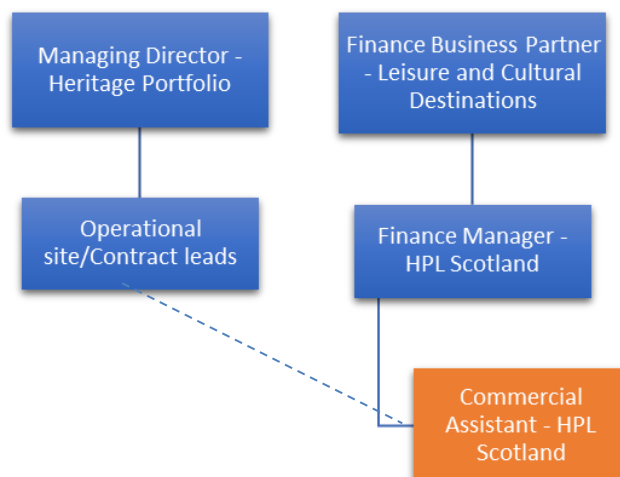 Managing Director -
Heritage Portfolio
Finance Business Partner
- Leisure and Cultural
Destinations
Operational
site/Contract leads
Finance Manager -
HPL Scotland
Commercial
Assistant - HPL
Scotland